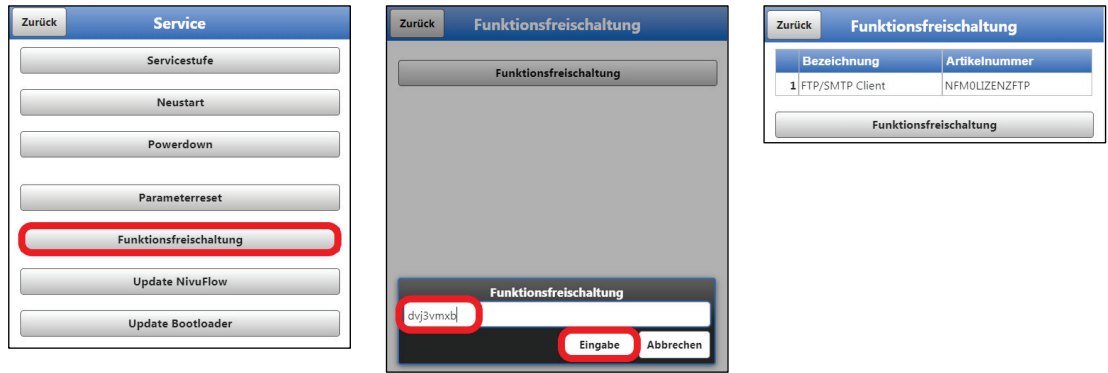 Zurück Service
Servicestufe
Neustart
Powerdown
Parameterreset
Funktionsfreischaltung
Update NivuFlow
Update Bootloader
Zurück Funktionsfreischaltung
Funktionsfreischaltung
Funktionsfreischaltung
dvj3vmxb
Eingabe Abbrechen
Zurück Funktionsfreischaltung
Bezeichnung Artikelnummer
1 FTP/SMTP Client NFM0LIZENZFTP
Funktionsfreischaltung